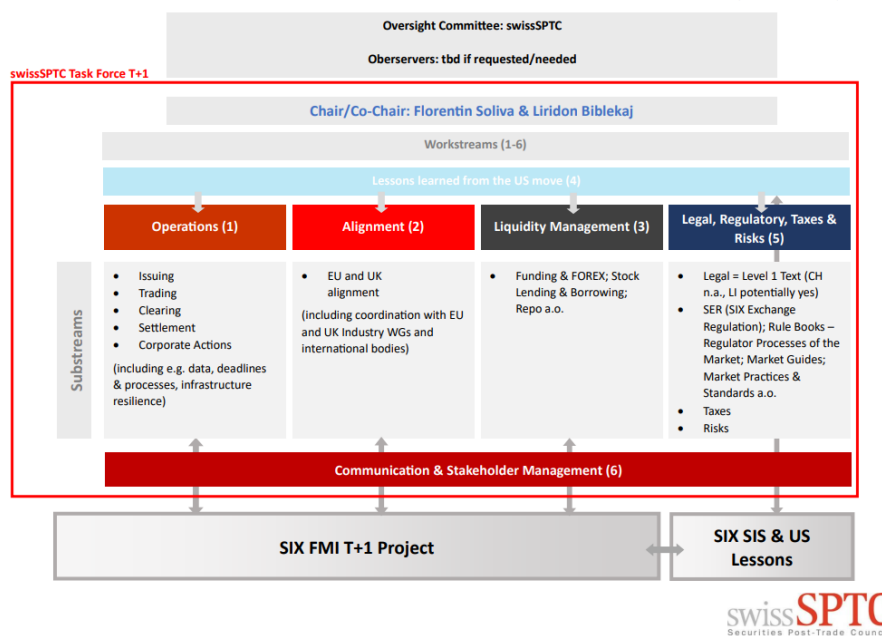 Oversight Committee: swissSPTC
Oberservers: tbd if requested/needed
swissSPTC Task Force T+1
Chair/Co-Chair: Florentin Soliva & Liridon Biblekaj
Workstreams (1-6)
Lessons learned from the US move (4)
Operations (1)
Alignment (2)
Liquidity Management (3)
Legal, Regulatory, Taxes &
Risks (5)
Substreams
• Issuing
• Trading
• Clearing
• Settlement
• Corporate Actions
(including e.g. data, deadlines
& processes, infrastructure
resilience)
• EU and UK
alignment
(including coordination with EU
and UK Industry WGs and
international bodies)
• Funding & FOREX; Stock
Lending & Borrowing;
Repo a.o.
• Legal = Level 1 Text (CH
n.a., LI potentially yes)
• SER (SIX Exchange
Regulation); Rule Books –
Regulator Processes of the
Market; Market Guides;
Market Practices &
Standards a.o.
• Taxes
• Risks
Communication & Stakeholder Management (6)
SIX FMI T+1 Project
SIX SIS & US
Lessons
swissSPTC
Securities Post-Trade Counc